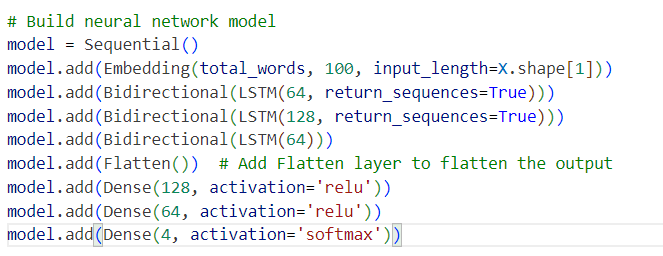 # Build neural network model
model = Sequential()
model.add(Embedding(total_words, 100, input_length=X.shape[1]))
model.add(Bidirectional(LSTM(64, return_sequences=True)))
model.add(Bidirectional(LSTM(128, return_sequences=True)))
model.add(Bidirectional(LSTM(64)))
model.add(Flatten())  # Add Flatten layer to flatten the output
model.add(Dense(128, activation='relu'))
model.add(Dense(64, activation='relu'))
model.add(Dense(4, activation='softmax'))